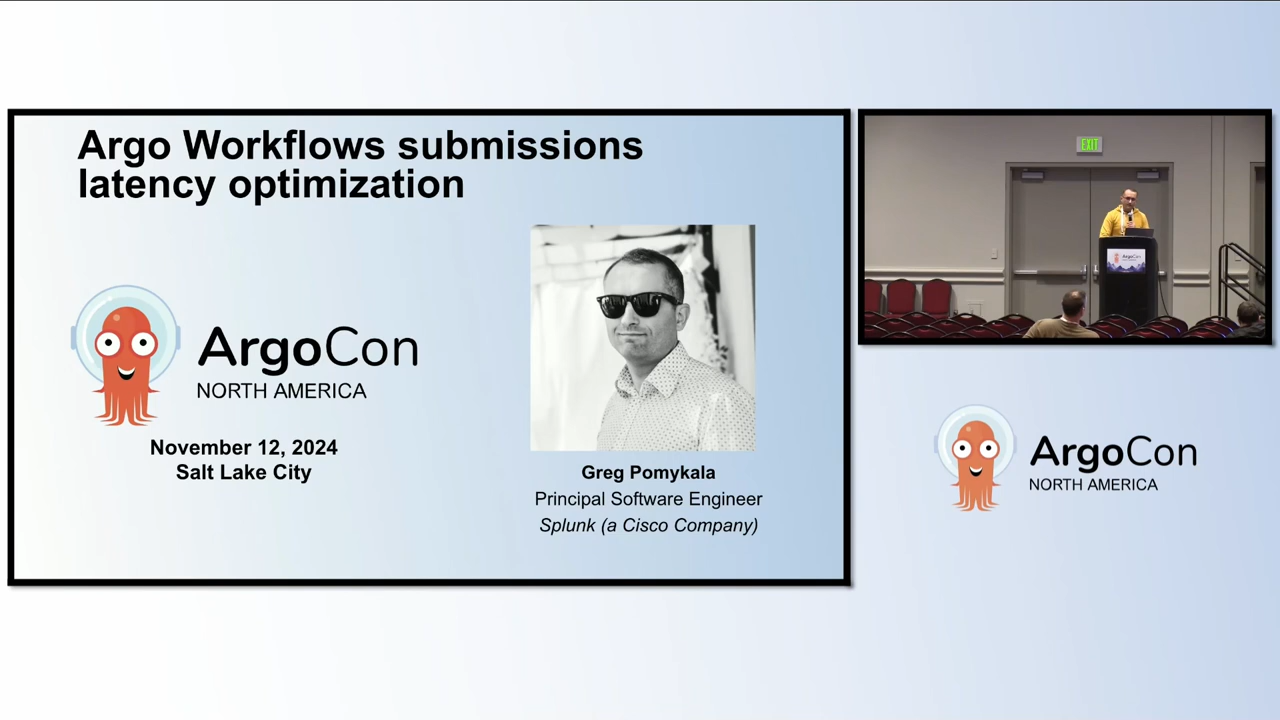 Argo Workflows submissions
latency optimization
ArgoCon
NORTH AMERICA
November 12, 2024
Salt Lake City
Greg Pomykala
Principal Software Engineer
Splunk (a Cisco Company)
EXIT
ArgoCon
ArgoCon
NORTH AMERICA